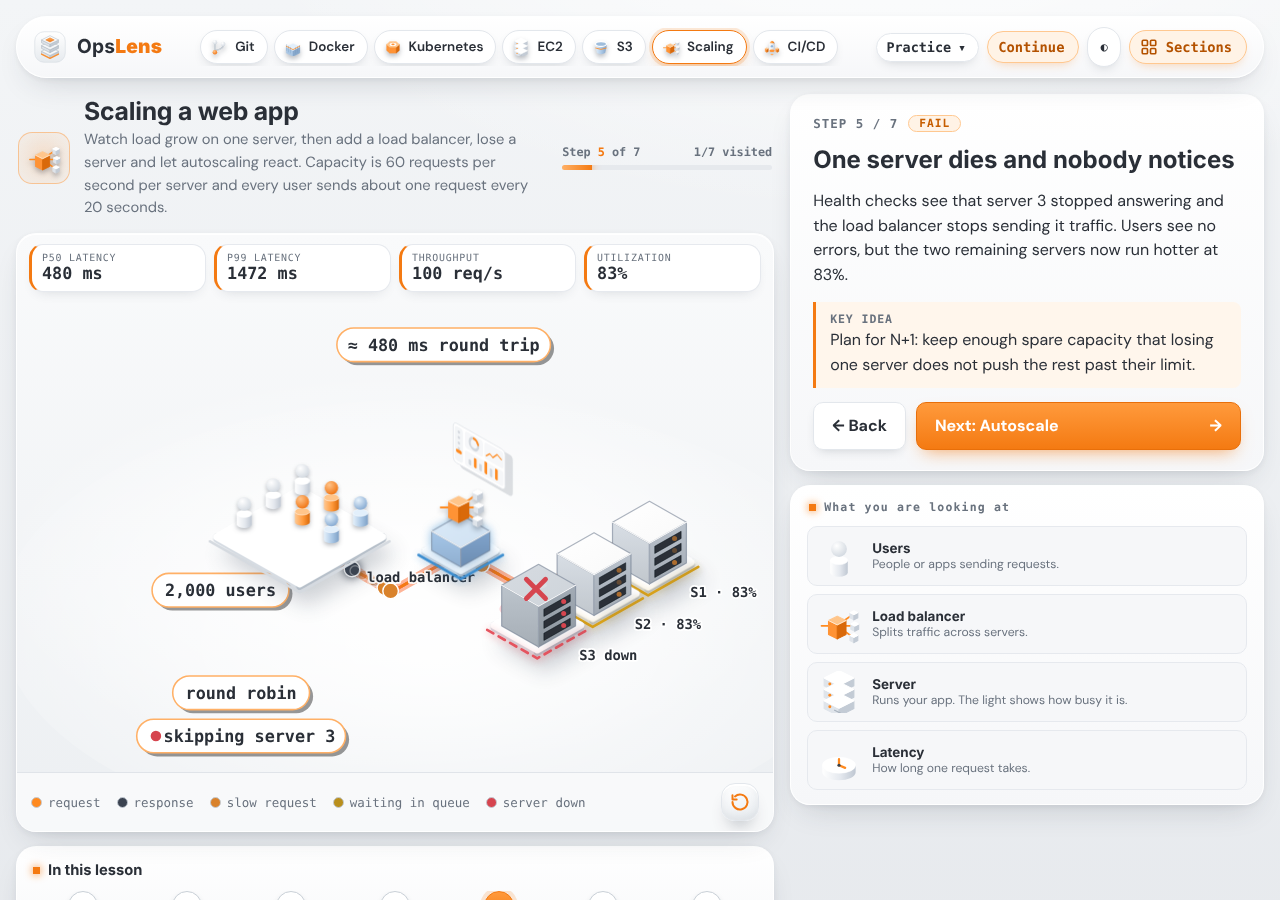 OpsLens
Git
Docker
Kubernetes
EC2
S3
Scaling
CI/CD
Practice ▾
Continue
Sections
Scaling a web app
Watch load grow on one server, then add a load balancer, lose a
server and let autoscaling react. Capacity is 60 requests per
second per server and every user sends about one request every
20 seconds.
Step 5 of 7
1/7 visited
P50 LATENCY
480 ms
P99 LATENCY
1472 ms
THROUGHPUT
100 req/s
UTILIZATION
83%
≈ 480 ms round trip
load balancer
2,000 users
S1 · 83%
S2 · 83%
S3 down
round robin
skipping server 3
request
response
slow request
waiting in queue
server down
In this lesson
STEP 5 / 7
FAIL
One server dies and nobody notices
Health checks see that server 3 stopped answering and
the load balancer stops sending it traffic. Users see no
errors, but the two remaining servers now run hotter at
83%.
KEY IDEA
Plan for N+1: keep enough spare capacity that losing
one server does not push the rest past their limit.
← Back
Next: Autoscale →
What you are looking at
Users
People or apps sending requests.
Load balancer
Splits traffic across servers.
Server
Runs your app. The light shows how busy it is.
Latency
How long one request takes.